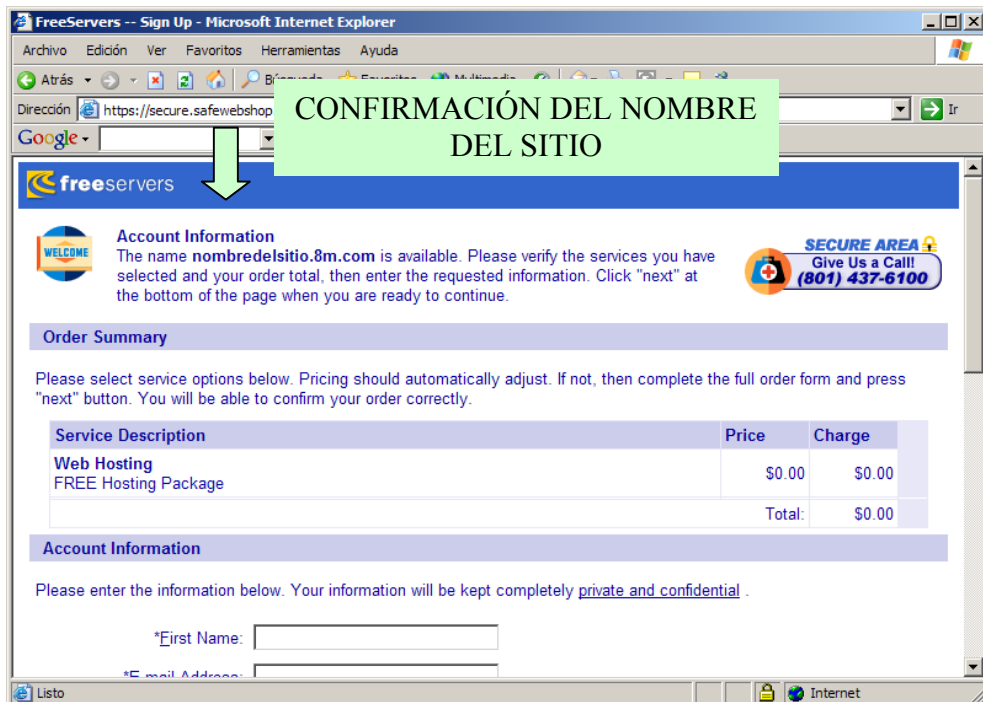 FreeServers -- Sign Up - Microsoft Internet Explorer
Archivo Edición Ver Favoritos Herramientas Ayuda
Atrás
Dirección https://secure.safewebshop. Ir
CONFIRMACIÓN DEL NOMBRE
DEL SITIO
Google
freeservers
WELCOME
Account Information
The name nombredelsitio.8m.com is available. Please verify the services you have
selected and your order total, then enter the requested information. Click "next" at
the bottom of the page when you are ready to continue.
SECURE AREA
Give Us a Call!
(801) 437-6100
Order Summary
Please select service options below. Pricing should automatically adjust. If not, then complete the full order form and press
"next" button. You will be able to confirm your order correctly.
Service Description Price Charge
Web Hosting
FREE Hosting Package $0.00 $0.00
Total: $0.00
Account Information
Please enter the information below. Your information will be kept completely private and confidential .
*First Name:
*E-mail Address:
Listo Internet